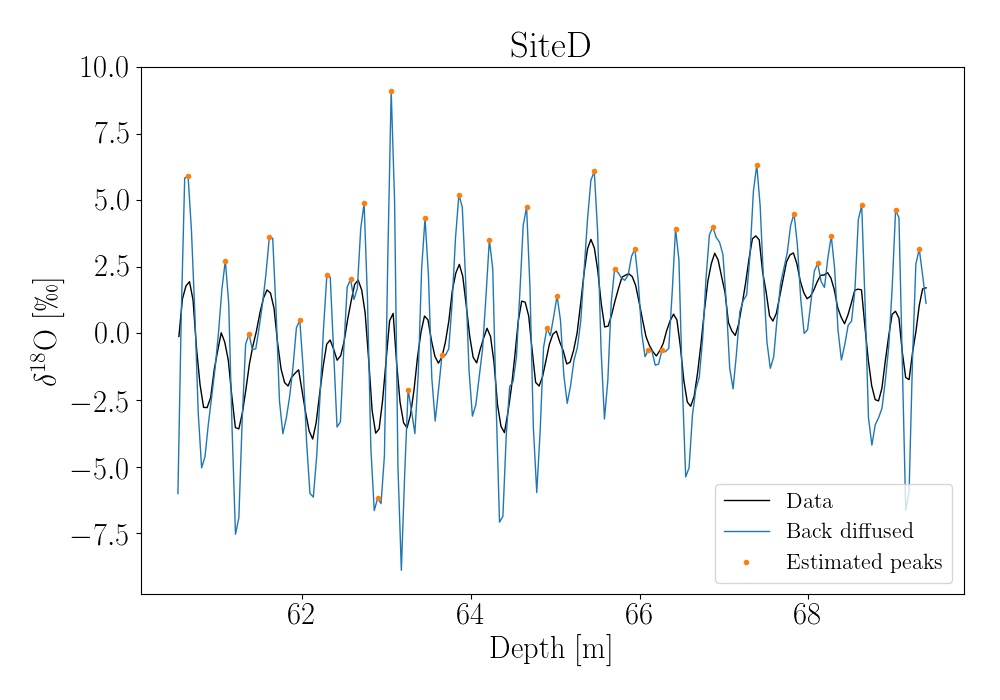 SiteD
10.0
7.5
5.0
2.5
0.0
−2.5
−5.0
−7.5
δ¹⁸O [‰]
62 64 66 68
Depth [m]
Data
Back diffused
Estimated peaks